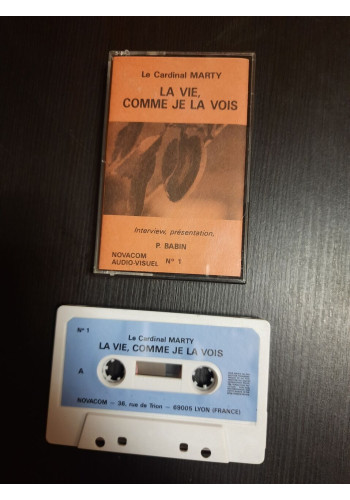 Le Cardinal MARTY
LA VIE,
COMME JE LA VOIS
Interview, présentation,
P. BABIN
NOVACOM
AUDIO-VISUEL N° 1
N° 1
Le Cardinal MARTY
LA VIE, COMME JE LA VOIS
A
NOVACOM — 38, rue de Trion — 69005 LYON (FRANCE)